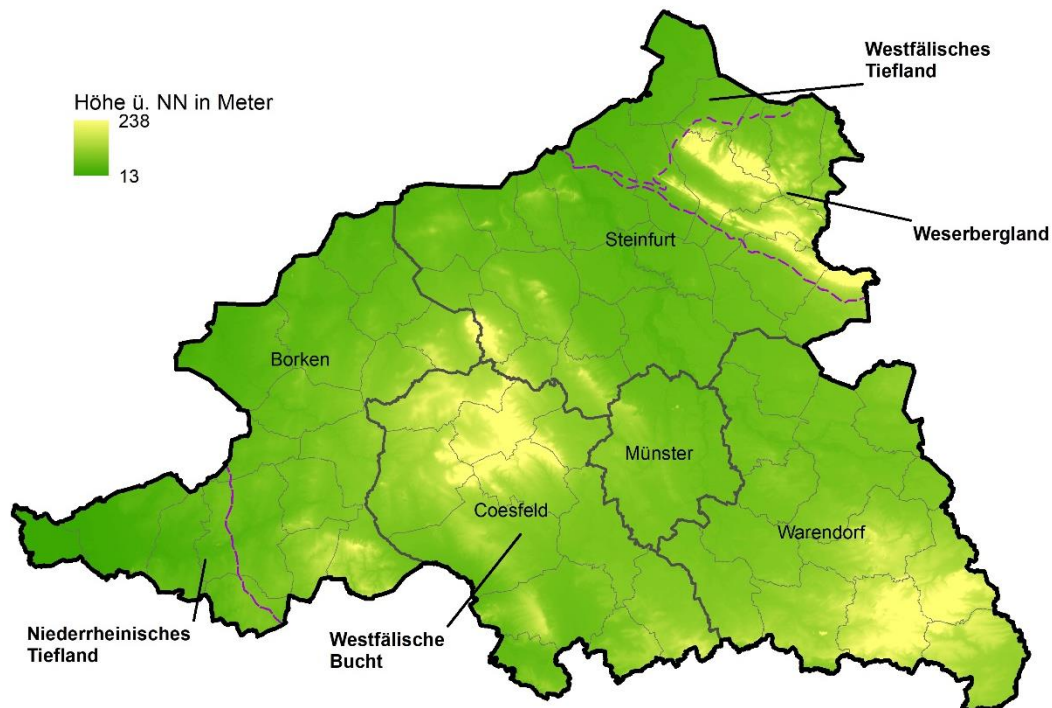 Westfälisches
Tiefland
Höhe ü. NN in Meter
238
13
Weserbergland
Steinfurt
Borken
Münster
Coesfeld
Warendorf
Niederrheinisches
Tiefland
Westfälische
Bucht